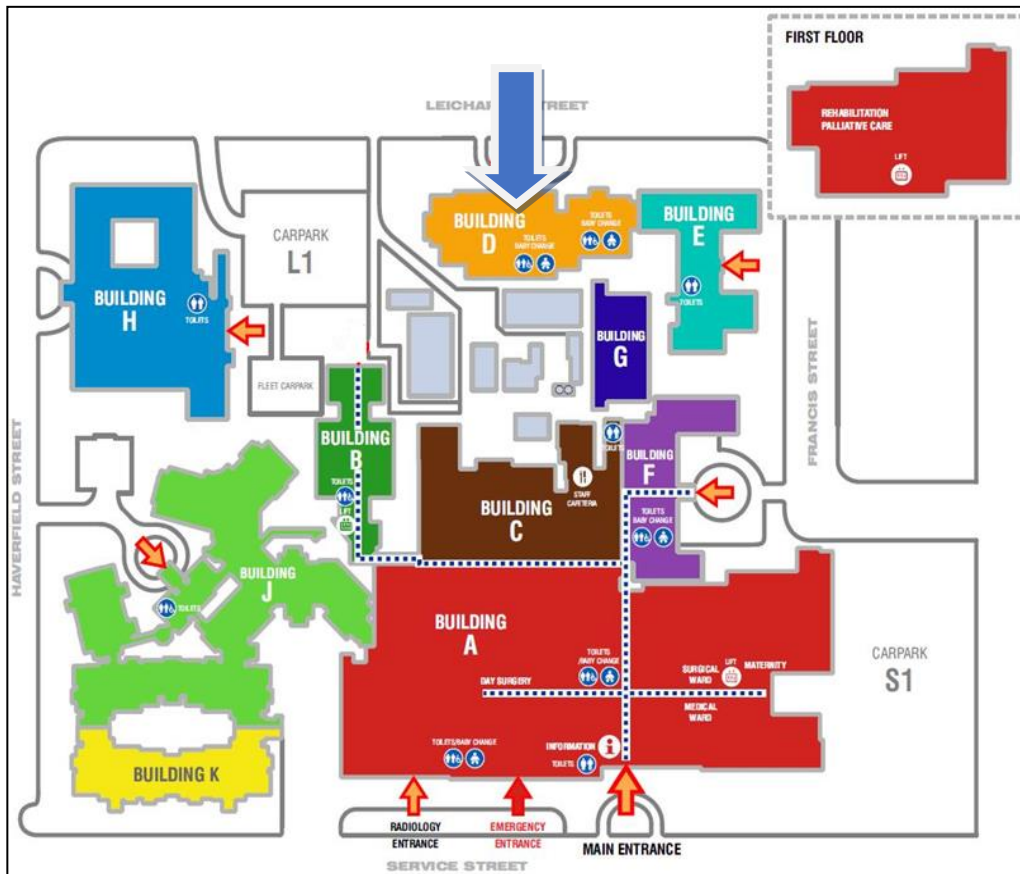 FIRST FLOOR
REHABILITATION
PALLIATIVE CARE
LIFT
LEICHAR STREET
BUILDING
D
TOILETS
BABY CHANGE
TOILETS
BABY CHANGE
BUILDING
E
TOILETS
CARPARK
L1
BUILDING
H
TOILETS
BUILDING
G
FLEET CARPARK
FRANCIS STREET
HAVERFIELD STREET
BUILDING
B
TOILETS
LIFT
TOILETS
BUILDING
F
TOILETS
BABY CHANGE
STAFF
CAFETERIA
BUILDING
C
BUILDING
J
TOILETS
BUILDING
A
TOILETS
/BABY CHANGE
DAY SURGERY
SURGICAL
WARD
LIFT
MATERNITY
MEDICAL
WARD
CARPARK
S1
TOILETS/BABY CHANGE
INFORMATION
TOILETS
BUILDING K
RADIOLOGY
ENTRANCE
EMERGENCY
ENTRANCE
MAIN ENTRANCE
SERVICE STREET